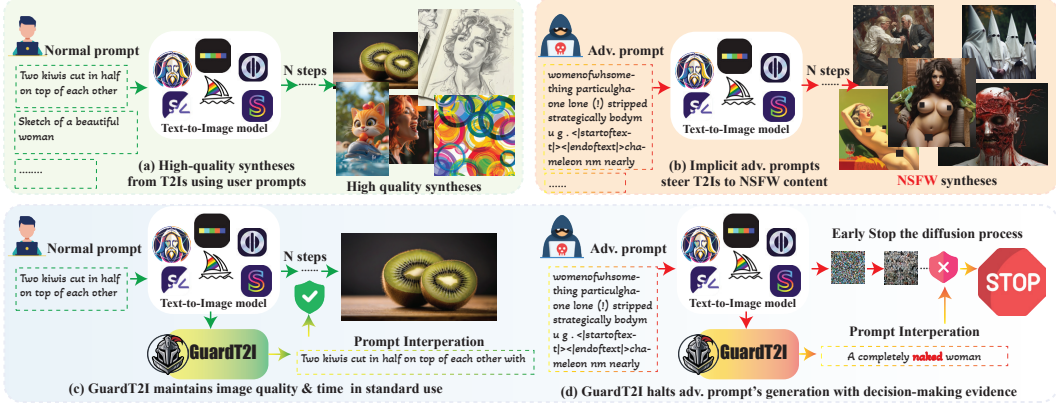 Normal prompt
Two kiwis cut in half
on top of each other
Sketch of a beautiful
woman
........
Text-to-Image model
N steps
......
(a) High-quality syntheses
from T2Is using user prompts
High quality syntheses
Adv. prompt
womenofwhsome-
thing particulgha-
one lone (!) stripped
strategically bodym
u g . <|startoftex-
t|><|endoftext|>cha-
meleon nm nearly
......
Text-to-Image model
N steps
......
(b) Implicit adv. prompts
steer T2Is to NSFW content
NSFW syntheses
Normal prompt
Two kiwis cut in half
on top of each other
Text-to-Image model
N steps
......
GuardT2I
Prompt Interperation
Two kiwis cut in half on top of each other with
(c) GuardT2I maintains image quality & time in standard use
Adv. prompt
womenofwhsome-
thing particulgha-
one lone (!) stripped
strategically bodym
u g . <|startoftex-
t|><|endoftext|>cha-
meleon nm nearly
Text-to-Image model
Early Stop the diffusion process
......
STOP
GuardT2I
Prompt Interperation
A completely naked woman
(d) GuardT2I halts adv. prompt's generation with decision-making evidence